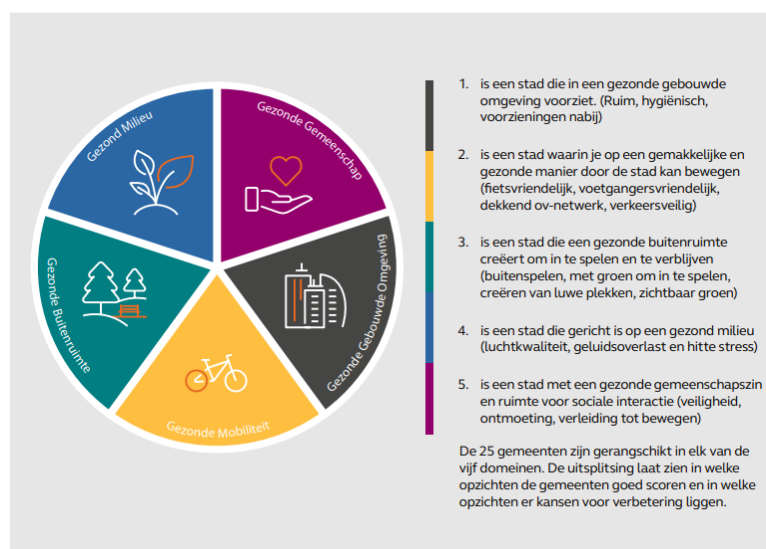 Gezond Milieu
Gezonde Gemeenschap
Gezonde Buitenruimte
Gezonde Gebouwde Omgeving
Gezonde Mobiliteit
1. is een stad die in een gezonde gebouwde
omgeving voorziet. (Ruim, hygiënisch,
voorzieningen nabij)
2. is een stad waarin je op een gemakkelijke en
gezonde manier door de stad kan bewegen
(fietsvriendelijk, voetgangersvriendelijk,
dekkend ov-netwerk, verkeersveilig)
3. is een stad die een gezonde buitenruimte
creëert om in te spelen en te verblijven
(buitenspelen, met groen om in te spelen,
creëren van luwe plekken, zichtbaar groen)
4. is een stad die gericht is op een gezond milieu
(luchtkwaliteit, geluidsoverlast en hitte stress)
5. is een stad met een gezonde gemeenschapszin
en ruimte voor sociale interactie (veiligheid,
ontmoeting, verleiding tot bewegen)
De 25 gemeenten zijn gerangschikt in elk van de
vijf domeinen. De uitsplitsing laat zien in welke
opzichten de gemeenten goed scoren en in welke
opzichten er kansen voor verbetering liggen.